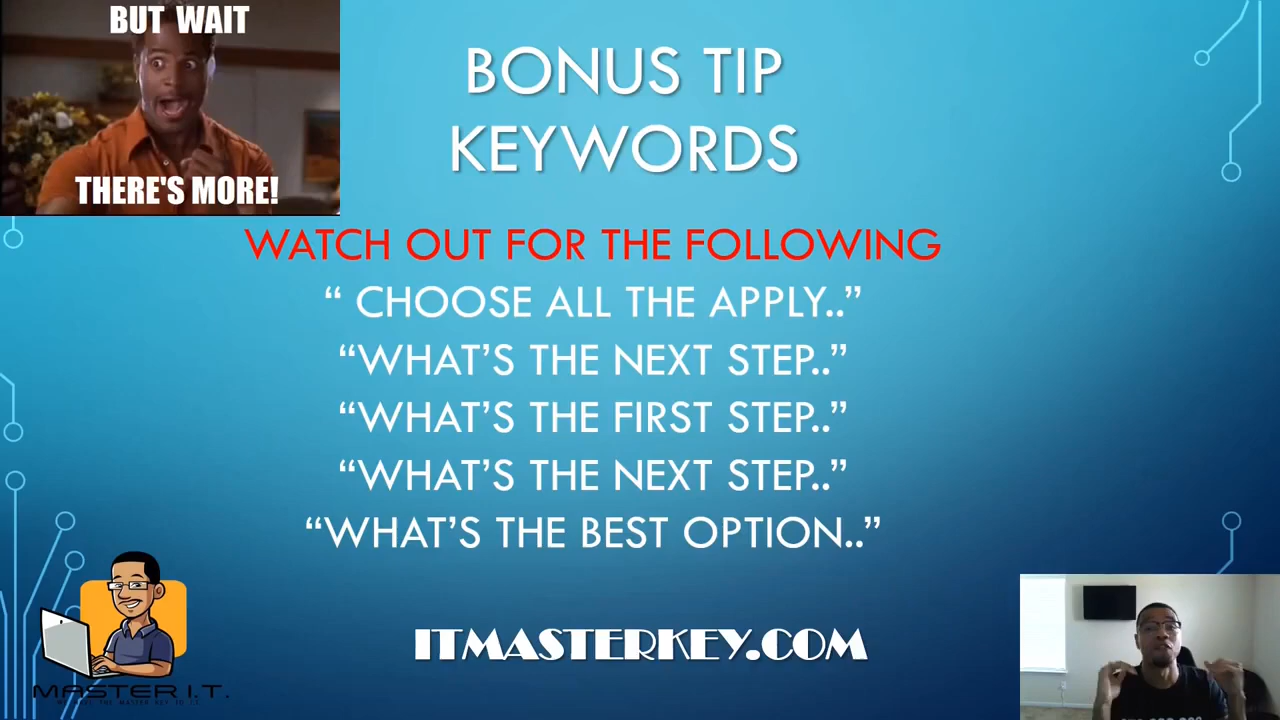 BUT WAIT
THERE'S MORE!
BONUS TIP
KEYWORDS
WATCH OUT FOR THE FOLLOWING
“ CHOOSE ALL THE APPLY..”
“WHAT’S THE NEXT STEP..”
“WHAT’S THE FIRST STEP..”
“WHAT’S THE NEXT STEP..”
“WHAT’S THE BEST OPTION..”
ITMASTERKEY.COM
MASTER I.T.